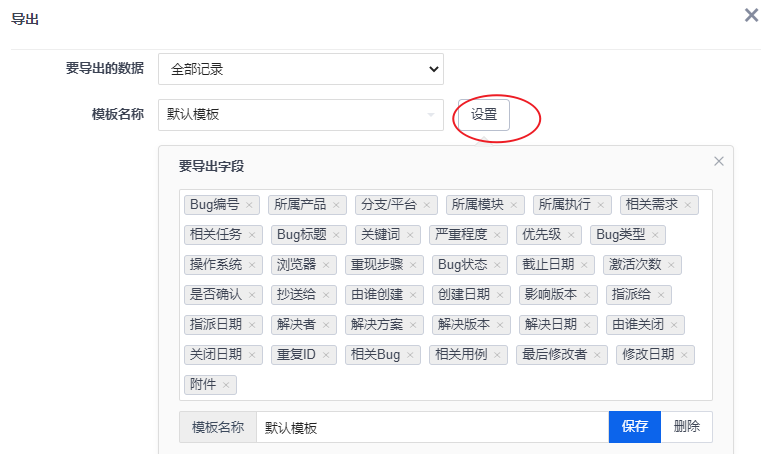 导出
要导出的数据 全部记录
模板名称 默认模板 设置
要导出字段
Bug编号 × 所属产品 × 分支/平台 × 所属模块 × 所属执行 × 相关需求 ×
相关任务 × Bug标题 × 关键词 × 严重程度 × 优先级 × Bug类型 ×
操作系统 × 浏览器 × 重现步骤 × Bug状态 × 截止日期 × 激活次数 ×
是否确认 × 抄送给 × 由谁创建 × 创建日期 × 影响版本 × 指派给 ×
指派日期 × 解决者 × 解决方案 × 解决版本 × 解决日期 × 由谁关闭 ×
关闭日期 × 重复ID × 相关Bug × 相关用例 × 最后修改者 × 修改日期 ×
附件 ×
模板名称 默认模板 保存 删除